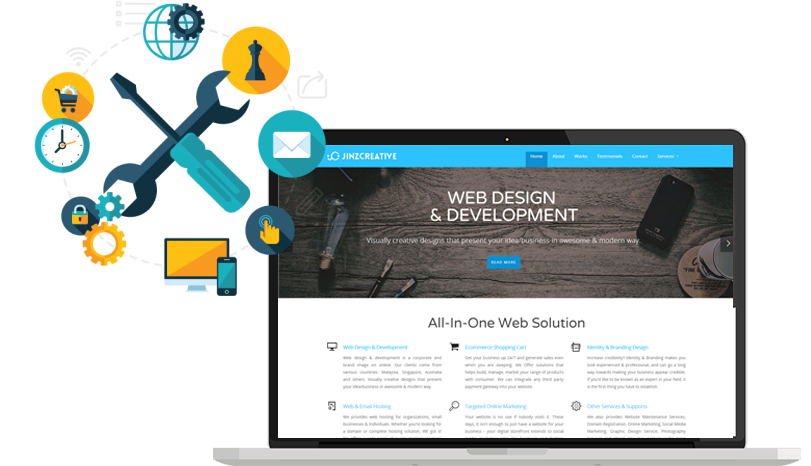 JINZCREATIVE
Home About Works Testimonials Contact Services
WEB DESIGN
& DEVELOPMENT
Visually creative designs that present your idea/business in awesome & modern way.
READ MORE
All-In-One Web Solution
Web Design & Development
Web design & development is a corporate and
brand image on online. Our clients come from
various countries: Malaysia, Singapore, Australia
and others. Visually creative designs that present
your idea/business in awesome & modern way.
Ecommerce Shopping Cart
Get your business up 24/7 and generate sales even
when you are sleeping. We Offer solutions that
helps build, manage, market your range of products
with consumer. We can integrate any third party
payment gateway into your website.
Identity & Branding Design
Increase credibility? Identity & Branding makes you
look experienced & professional, and can go a long
way towards making your business appear credible.
If you'd like to be known as an expert in your field, it
is the first thing you have to establish.
Web & Email Hosting
We provides web hosting for organizations, small
businesses & individuals. Whether you're looking for
a domain or complete hosting solution, WE got it!
Targeted Online Marketing
Your website is no use if nobody visits it. These
days, it isn't enough to just have a website for your
business – your digital storefront extends to social
Other Services & Supports
We also provides Website Maintenance Services,
Domain Registration, Online Marketing, Social Media
Marketing, Graphic Design Service, Photography